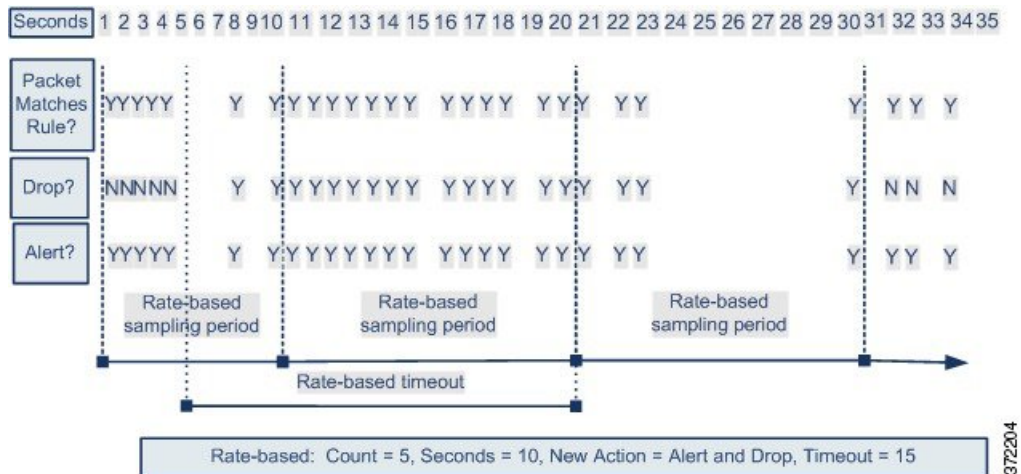 Seconds 1 2 3 4 5 6 7 8 9 10 11 12 13 14 15 16 17 18 19 20 21 22 23 24 25 26 27 28 29 30 31 32 33 34 35
Packet
Matches
Rule?
YYYYY Y Y Y Y Y Y Y Y Y Y Y Y Y Y Y Y Y Y Y Y Y Y
Drop?
NNNNN Y Y Y Y Y Y Y Y Y Y Y Y Y Y Y Y Y Y Y N N N
Alert?
YYYYY Y Y Y Y Y Y Y Y Y Y Y Y Y Y Y Y Y Y Y Y Y Y
Rate-based
sampling period
Rate-based
sampling period
Rate-based
sampling period
Rate-based timeout
Rate-based: Count = 5, Seconds = 10, New Action = Alert and Drop, Timeout = 15
372204